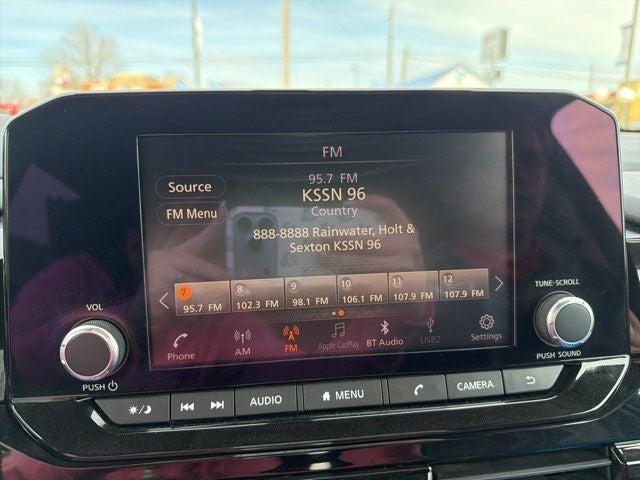 FM
Source
FM Menu
95.7 FM
KSSN 96
Country
888-8888 Rainwater, Holt &
Sexton KSSN 96
7 8 9 10 11 12
95.7 FM 102.3 FM 98.1 FM 106.1 FM 107.9 FM 107.9 FM
Phone AM FM Apple CarPlay BT Audio USB2 Settings
VOL
PUSH
TUNE-SCROLL
PUSH SOUND
AUDIO MENU CAMERA